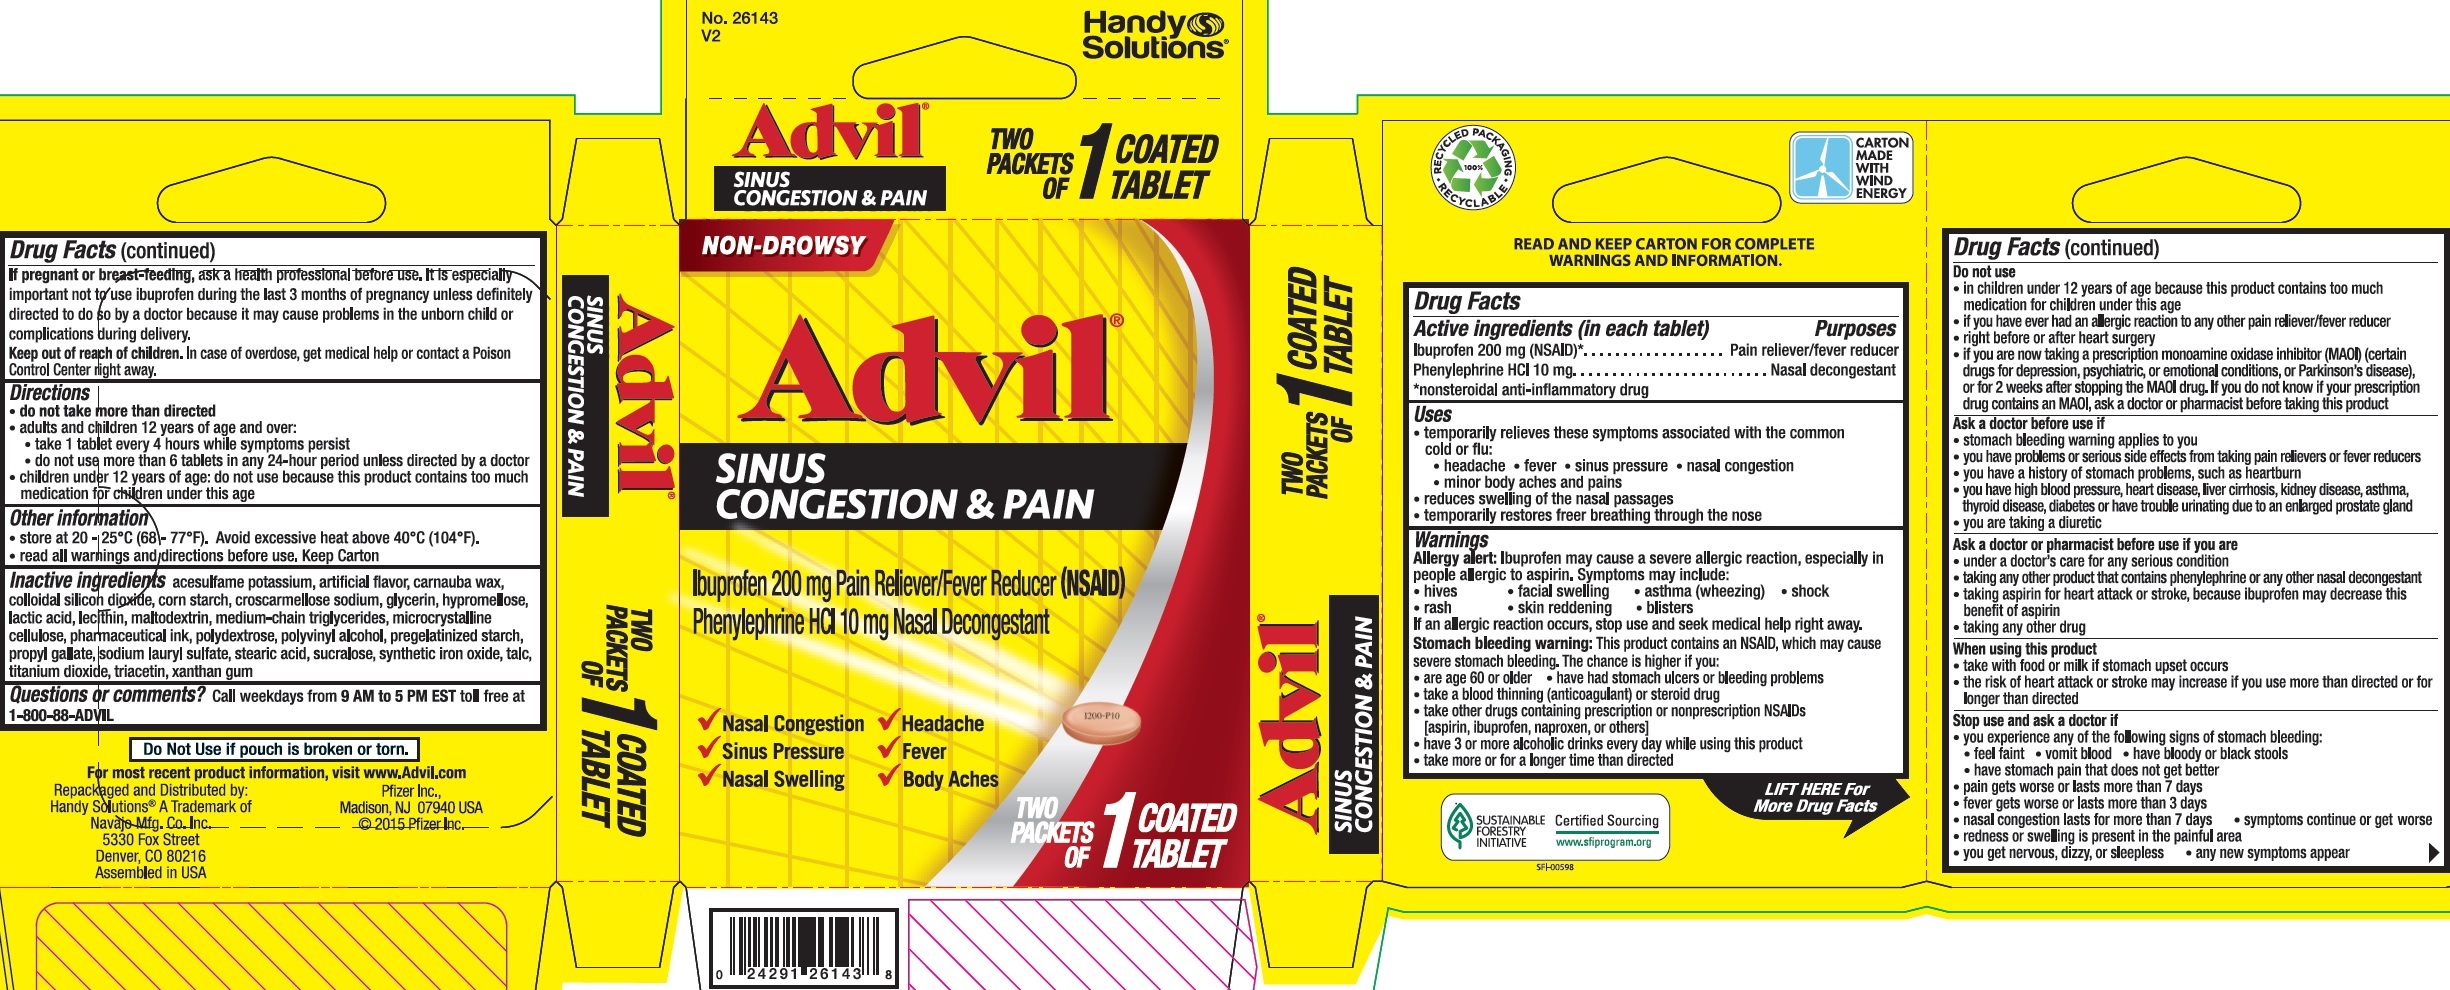 No. 26143
V2
Handy
Solutions®
Advil®
SINUS
CONGESTION & PAIN
TWO
PACKETS
OF
1
COATED
TABLET
Drug Facts (continued)
If pregnant or breast-feeding, ask a health professional before use. It is especially
important not to use ibuprofen during the last 3 months of pregnancy unless definitely
directed to do so by a doctor because it may cause problems in the unborn child or
complications during delivery.
Keep out of reach of children. In case of overdose, get medical help or contact a Poison
Control Center right away.
Directions
• do not take more than directed
• adults and children 12 years of age and over:
• take 1 tablet every 4 hours while symptoms persist
• do not use more than 6 tablets in any 24-hour period unless directed by a doctor
• children under 12 years of age: do not use because this product contains too much
medication for children under this age
Other information
• store at 20 - 25°C (68 - 77°F). Avoid excessive heat above 40°C (104°F).
• read all warnings and directions before use. Keep Carton
Inactive ingredients acesulfame potassium, artificial flavor, carnauba wax,
colloidal silicon dioxide, corn starch, croscarmellose sodium, glycerin, hypromellose,
lactic acid, lecithin, maltodextrin, medium-chain triglycerides, microcrystalline
cellulose, pharmaceutical ink, polydextrose, polyvinyl alcohol, pregelatinized starch,
propyl gallate, sodium lauryl sulfate, stearic acid, sucralose, synthetic iron oxide, talc,
titanium dioxide, triacetin, xanthan gum
Questions or comments? Call weekdays from 9 AM to 5 PM EST toll free at
1-800-88-ADVIL
Do Not Use if pouch is broken or torn.
For most recent product information, visit www.Advil.com
Repackaged and Distributed by:
Handy Solutions® A Trademark of
Navajo Mfg. Co. Inc.
5330 Fox Street
Denver, CO 80216
Assembled in USA
Pfizer Inc.,
Madison, NJ 07940 USA
© 2015 Pfizer Inc.
Advil®
SINUS
CONGESTION & PAIN
TWO
PACKETS
OF
1
COATED
TABLET
NON-DROWSY
Advil®
SINUS
CONGESTION & PAIN
Ibuprofen 200 mg Pain Reliever/Fever Reducer (NSAID)
Phenylephrine HCl 10 mg Nasal Decongestant
✓ Nasal Congestion ✓ Headache
✓ Sinus Pressure ✓ Fever
✓ Nasal Swelling ✓ Body Aches
I200-P10
TWO
PACKETS
OF
1
COATED
TABLET
0 24291 26143 8
TWO
PACKETS
OF
1
COATED
TABLET
Advil®
SINUS
CONGESTION & PAIN
RECYCLED PACKAGING
100%
RECYCLABLE
CARTON
MADE
WITH
WIND
ENERGY
READ AND KEEP CARTON FOR COMPLETE
WARNINGS AND INFORMATION.
Drug Facts
Active ingredients (in each tablet) Purposes
Ibuprofen 200 mg (NSAID)*........................ Pain reliever/fever reducer
Phenylephrine HCl 10 mg............................ Nasal decongestant
*nonsteroidal anti-inflammatory drug
Uses
• temporarily relieves these symptoms associated with the common
cold or flu:
• headache • fever • sinus pressure • nasal congestion
• minor body aches and pains
• reduces swelling of the nasal passages
• temporarily restores freer breathing through the nose
Warnings
Allergy alert: Ibuprofen may cause a severe allergic reaction, especially in
people allergic to aspirin. Symptoms may include:
• hives • facial swelling • asthma (wheezing) • shock
• rash • skin reddening • blisters
If an allergic reaction occurs, stop use and seek medical help right away.
Stomach bleeding warning: This product contains an NSAID, which may cause
severe stomach bleeding. The chance is higher if you:
• are age 60 or older • have had stomach ulcers or bleeding problems
• take a blood thinning (anticoagulant) or steroid drug
• take other drugs containing prescription or nonprescription NSAIDs
[aspirin, ibuprofen, naproxen, or others]
• have 3 or more alcoholic drinks every day while using this product
• take more or for a longer time than directed
LIFT HERE For
More Drug Facts
SUSTAINABLE
FORESTRY
INITIATIVE
Certified Sourcing
www.sfiprogram.org
SFI-00598
Drug Facts (continued)
Do not use
• in children under 12 years of age because this product contains too much
medication for children under this age
• if you have ever had an allergic reaction to any other pain reliever/fever reducer
• right before or after heart surgery
• if you are now taking a prescription monoamine oxidase inhibitor (MAOI) (certain
drugs for depression, psychiatric, or emotional conditions, or Parkinson's disease),
or for 2 weeks after stopping the MAOI drug. If you do not know if your prescription
drug contains an MAOI, ask a doctor or pharmacist before taking this product
Ask a doctor before use if
• stomach bleeding warning applies to you
• you have problems or serious side effects from taking pain relievers or fever reducers
• you have a history of stomach problems, such as heartburn
• you have high blood pressure, heart disease, liver cirrhosis, kidney disease, asthma,
thyroid disease, diabetes or have trouble urinating due to an enlarged prostate gland
• you are taking a diuretic
Ask a doctor or pharmacist before use if you are
• under a doctor's care for any serious condition
• taking any other product that contains phenylephrine or any other nasal decongestant
• taking aspirin for heart attack or stroke, because ibuprofen may decrease this
benefit of aspirin
• taking any other drug
When using this product
• take with food or milk if stomach upset occurs
• the risk of heart attack or stroke may increase if you use more than directed or for
longer than directed
Stop use and ask a doctor if
• you experience any of the following signs of stomach bleeding:
• feel faint • vomit blood • have bloody or black stools
• have stomach pain that does not get better
• pain gets worse or lasts more than 7 days
• fever gets worse or lasts more than 3 days
• nasal congestion lasts for more than 7 days • symptoms continue or get worse
• redness or swelling is present in the painful area
• you get nervous, dizzy, or sleepless • any new symptoms appear